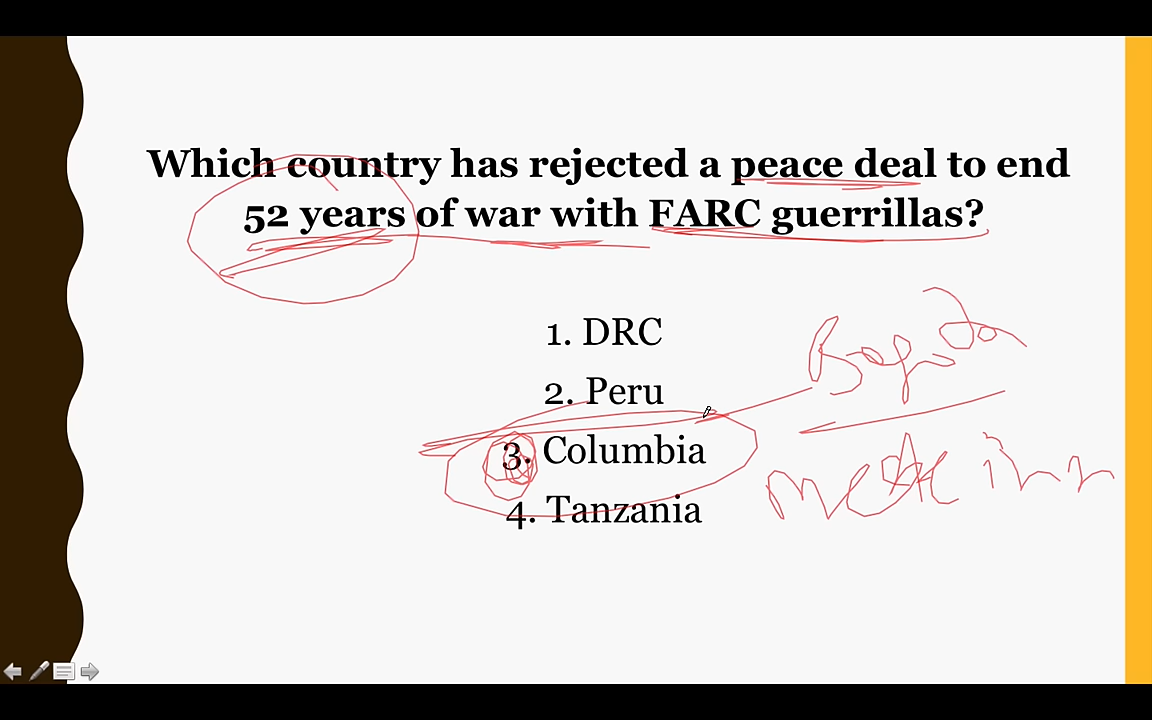 Which country has rejected a peace deal to end
52 years of war with FARC guerrillas?
1. DRC
2. Peru
3. Columbia
4. Tanzania